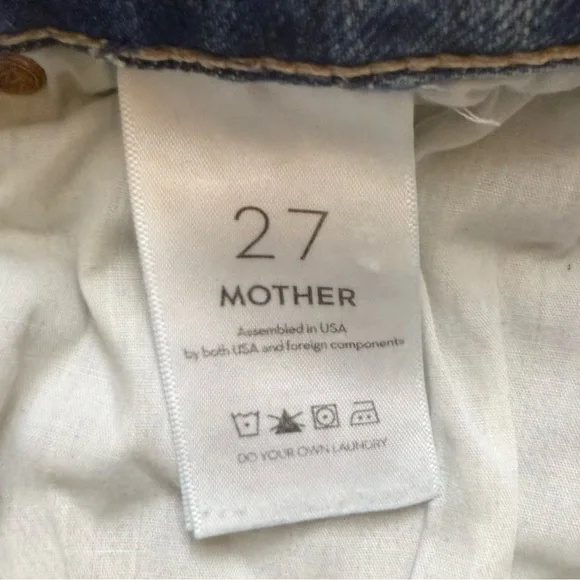 27
MOTHER
Assembled in USA
by both USA and foreign components
DO YOUR OWN LAUNDRY